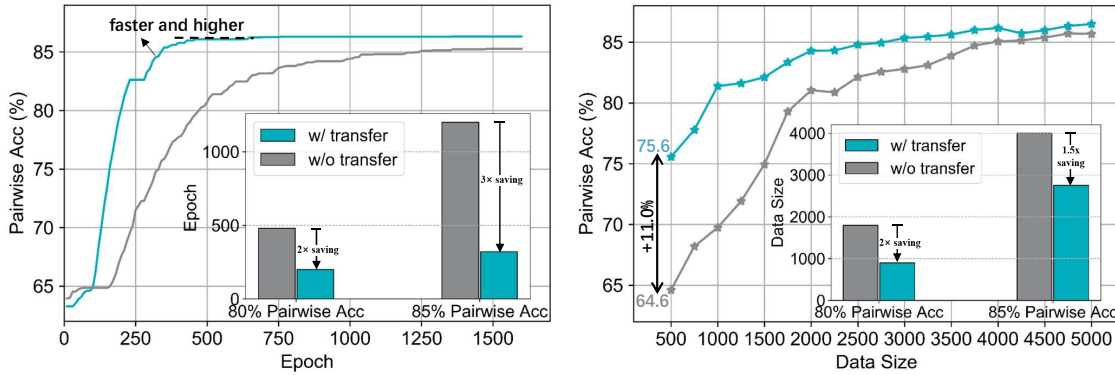 faster and higher
85
80
75
70
65
Pairwise Acc (%)
w/ transfer
w/o transfer
1000
500
0
Epoch
2× saving
3× saving
80% Pairwise Acc
85% Pairwise Acc
0
250
500
750
1000
1250
1500
Epoch
85
80
75
70
65
Pairwise Acc (%)
75.6
+11.0%
64.6
w/ transfer
w/o transfer
4000
3000
2000
1000
0
Data Size
2× saving
1.5x
saving
80% Pairwise Acc
85% Pairwise Acc
500
1000
1500
2000
2500
3000
3500
4000
4500
5000
Data Size